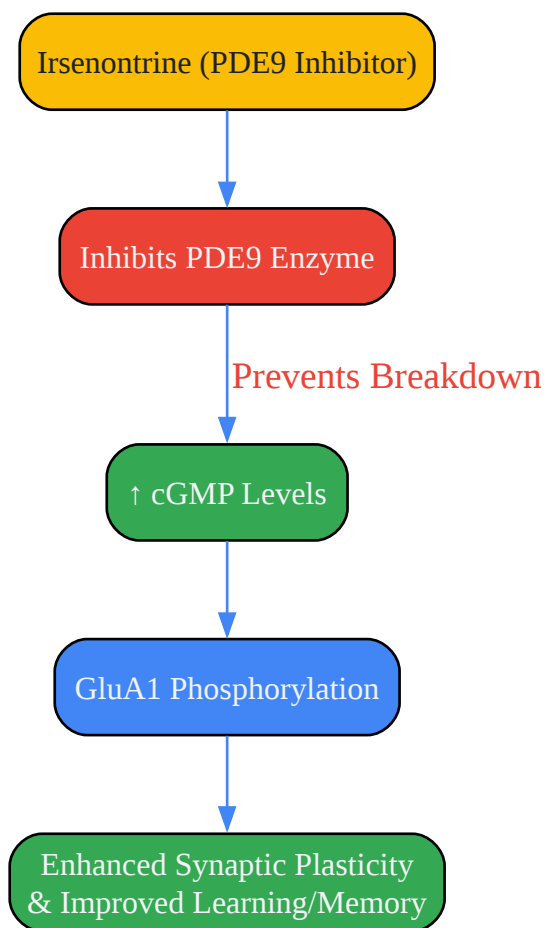 Irsenontrine (PDE9 Inhibitor)
Inhibits PDE9 Enzyme
Prevents Breakdown
↑ cGMP Levels
GluA1 Phosphorylation
Enhanced Synaptic Plasticity
& Improved Learning/Memory